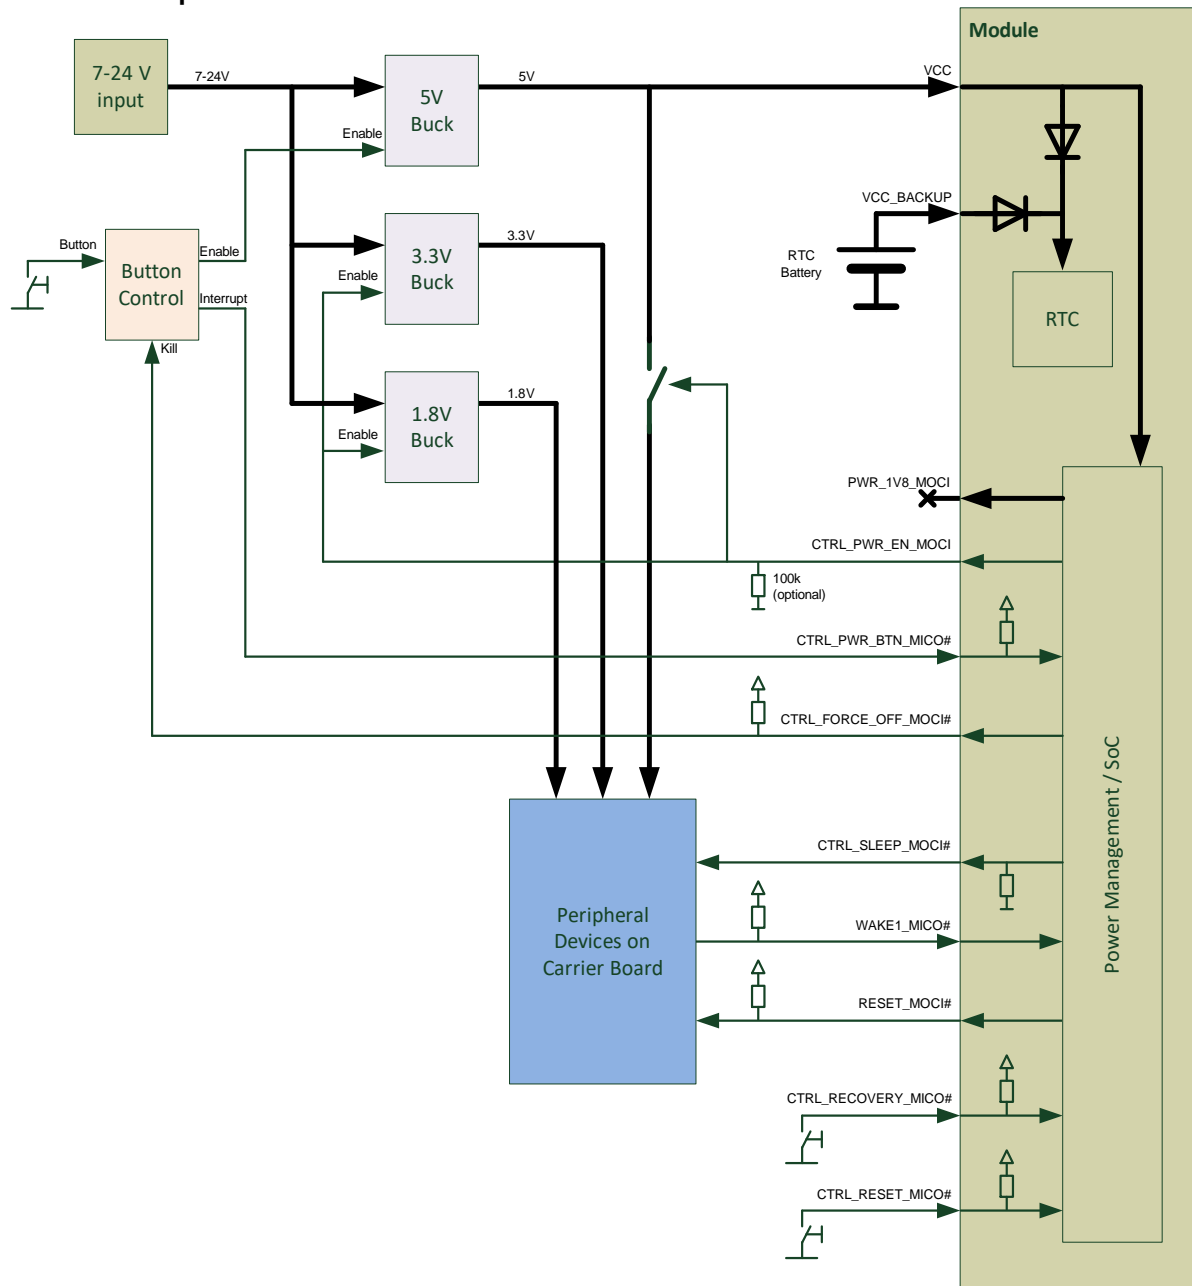 Module
7-24 V
input
7-24V
5V
Buck
5V
VCC
Enable
VCC_BACKUP
Button
Button
Control
Enable
Interrupt
Kill
3.3V
Buck
3.3V
Enable
RTC
Battery
RTC
1.8V
Buck
1.8V
Enable
PWR_1V8_MOCI
CTRL_PWR_EN_MOCI
100k
(optional)
CTRL_PWR_BTN_MICO#
CTRL_FORCE_OFF_MOCI#
Power Management / SoC
CTRL_SLEEP_MOCI#
Peripheral
Devices on
Carrier Board
WAKE1_MICO#
RESET_MOCI#
CTRL_RECOVERY_MICO#
CTRL_RESET_MICO#